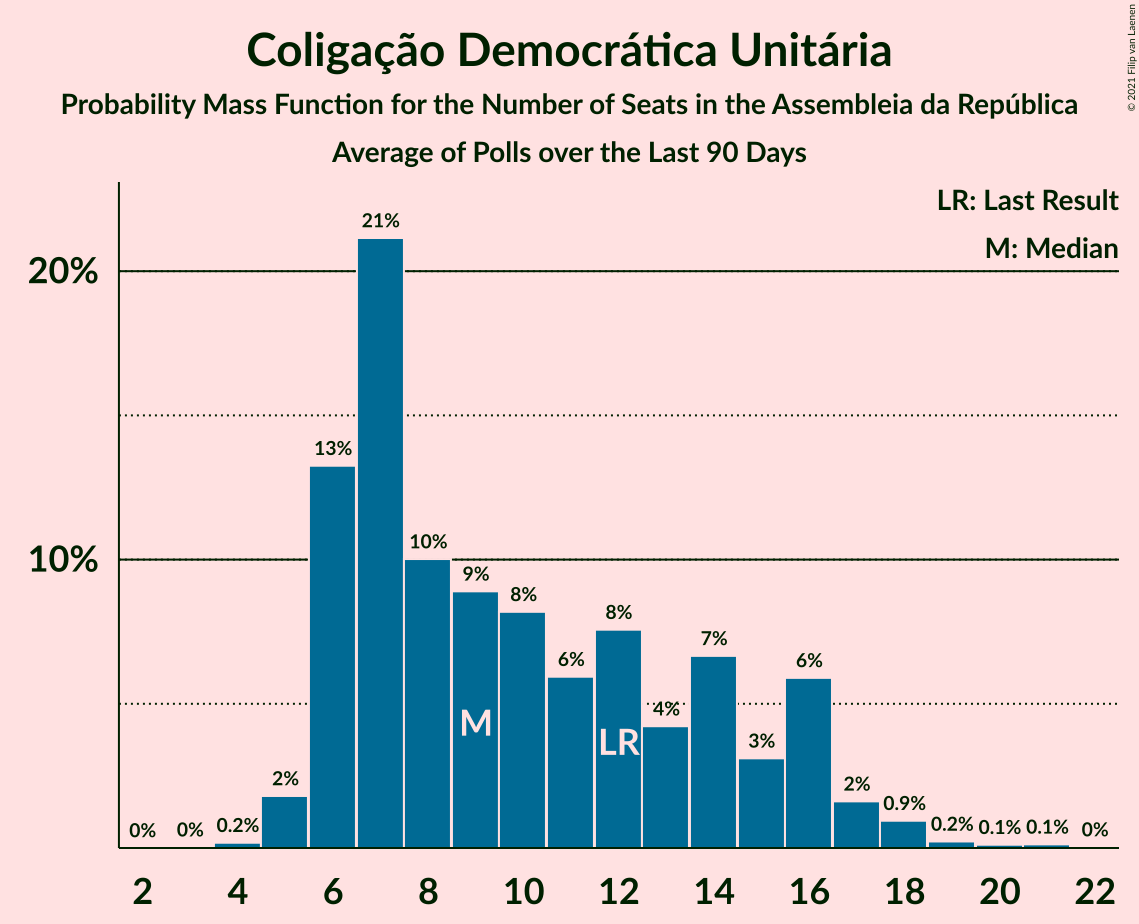 Coligação Democrática Unitária
Probability Mass Function for the Number of Seats in the Assembleia da República
Average of Polls over the Last 90 Days
© 2021 Filip van Laenen
LR: Last Result
M: Median
20%
10%
0%
0%
0.2%
2%
13%
21%
10%
9%
8%
6%
8%
4%
7%
3%
6%
2%
0.9%
0.2%
0.1%
0.1%
0%
M
LR
2 4 6 8 10 12 14 16 18 20 22